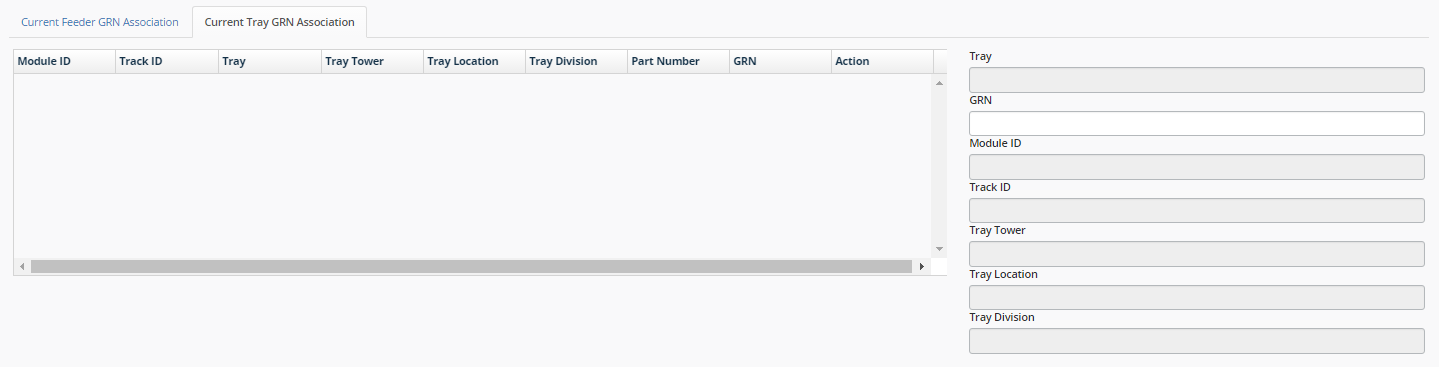 Current Feeder GRN Association
Current Tray GRN Association
Module ID Track ID Tray Tray Tower Tray Location Tray Division Part Number GRN Action
Tray
GRN
Module ID
Track ID
Tray Tower
Tray Location
Tray Division